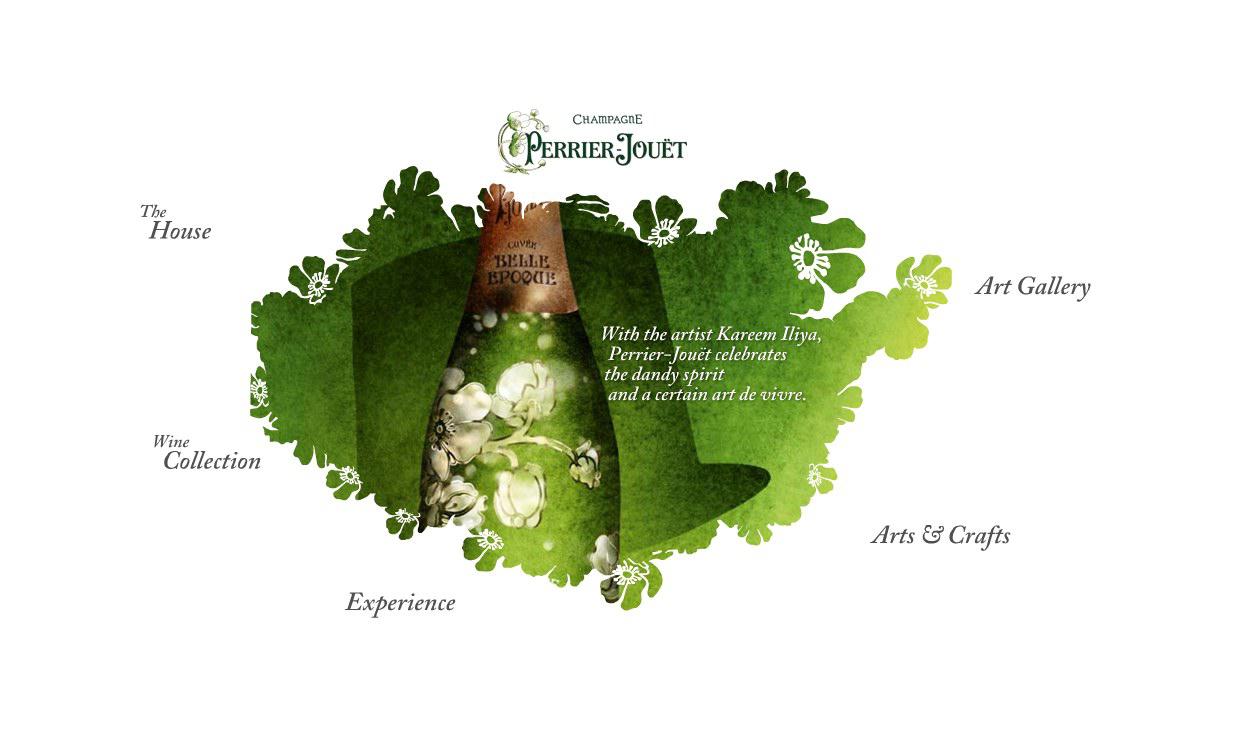 CHAMPAGNE
PERRIER-JOUËT
The
House
CUVÉE
BELLE
EPOQUE
Art Gallery
With the artist Kareem Iliya,
Perrier-Jouët celebrates
the dandy spirit
and a certain art de vivre.
Wine
Collection
Arts & Crafts
Experience